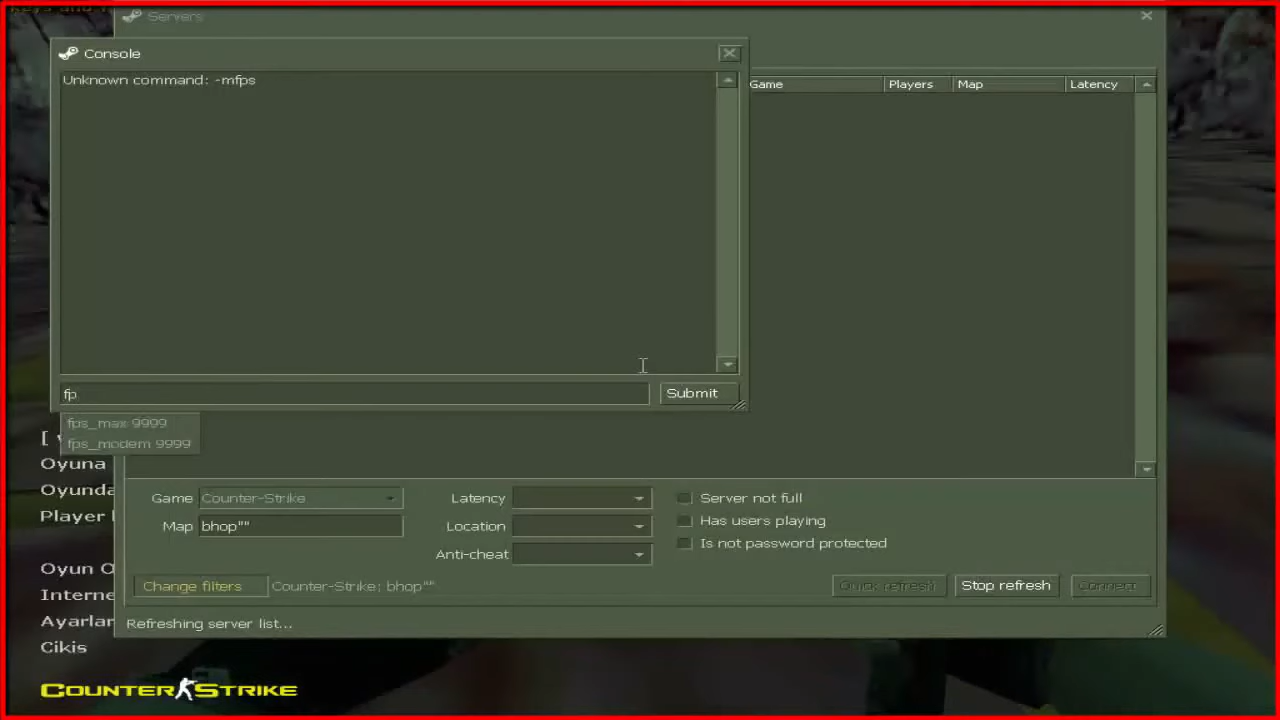 Servers
Console
Unknown command: -mfps
Game Players Map Latency
fp
Submit
fps_max 9999
fps_modem 9999
[
Oyuna
Oyunda
Player
Oyun O
Interne
Ayarlar
Cikis
Game Counter-Strike
Map bhop""
Latency
Location
Anti-cheat
Server not full
Has users playing
Is not password protected
Change filters
Counter-Strike; bhop""
Quick refresh
Stop refresh
Connect
Refreshing server list...
COUNTER STRIKE